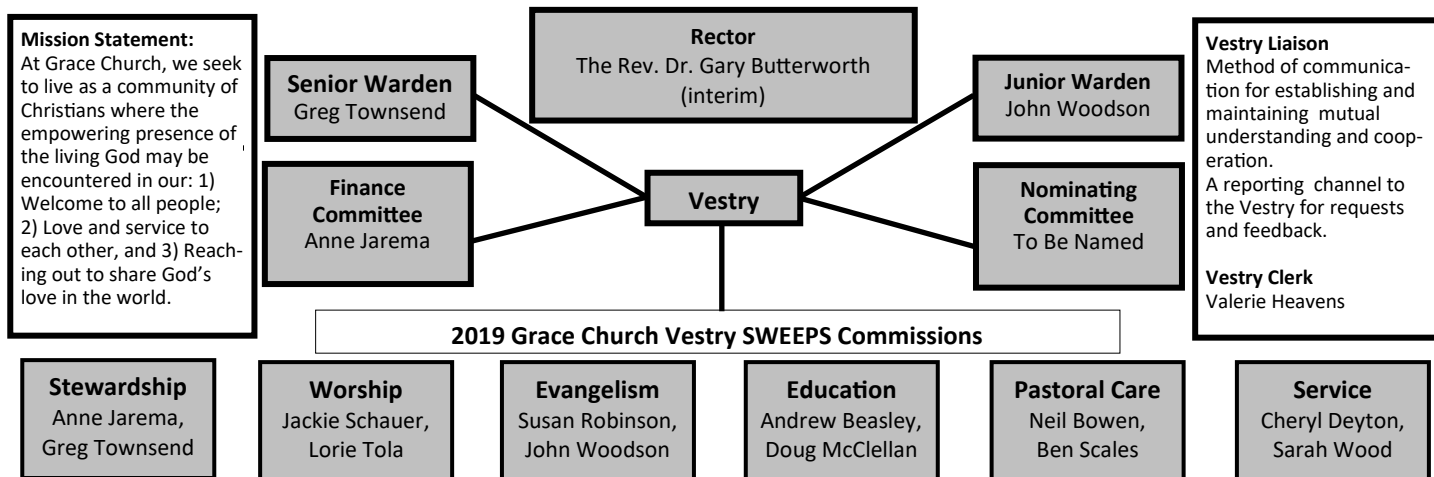 Mission Statement:
At Grace Church, we seek
to live as a community of
Christians where the
empowering presence of
the living God may be
encountered in our: 1)
Welcome to all people;
2) Love and service to
each other, and 3) Reach-
ing out to share God's
love in the world.
Senior Warden
Greg Townsend
Finance
Committee
Anne Jarema
Rector
The Rev. Dr. Gary Butterworth
(interim)
Vestry
Junior Warden
John Woodson
Nominating
Committee
To Be Named
Vestry Liaison
Method of communica-
tion for establishing and
maintaining mutual
understanding and coop-
eration.
A reporting channel to
the Vestry for requests
and feedback.
Vestry Clerk
Valerie Heavens
2019 Grace Church Vestry SWEEPS Commissions
Stewardship
Anne Jarema,
Greg Townsend
Worship
Jackie Schauer,
Lorie Tola
Evangelism
Susan Robinson,
John Woodson
Education
Andrew Beasley,
Doug McClellan
Pastoral Care
Neil Bowen,
Ben Scales
Service
Cheryl Deyton,
Sarah Wood